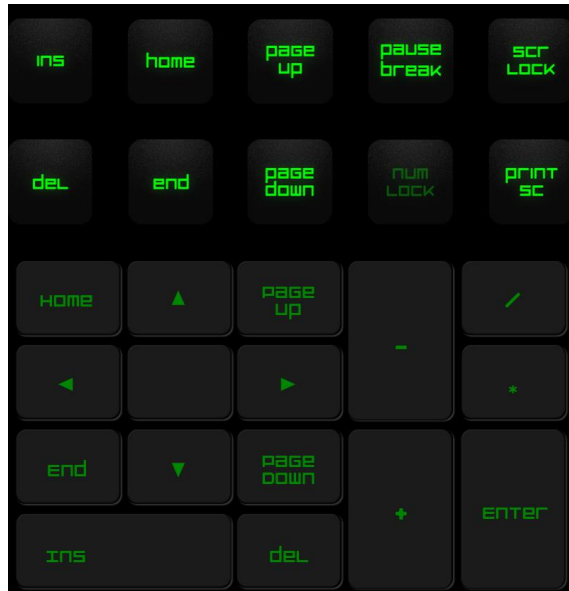 ins home page up pause break scr lock
del end page down num lock print sc
Home ▲ Page Up - /
◄ ► *
End ▼ Page Down + Enter
Ins del